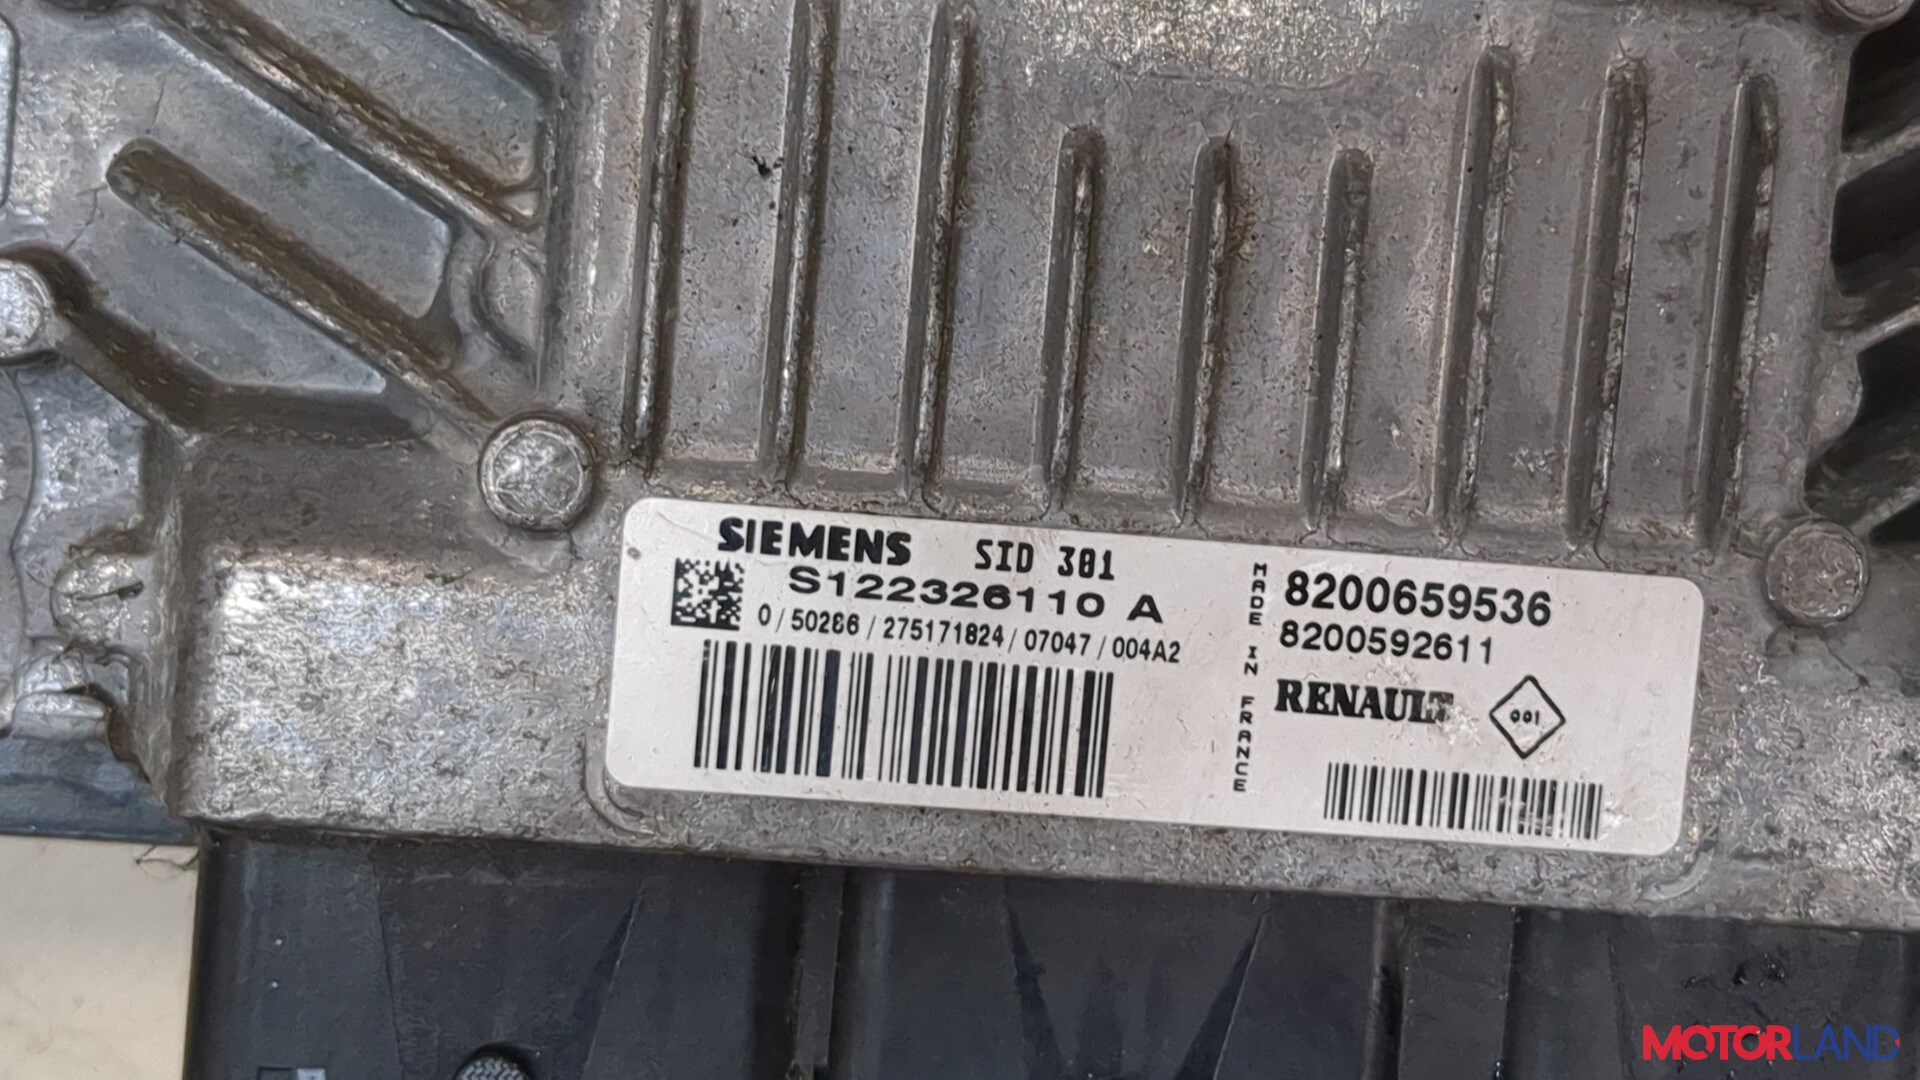 SIEMENS SID 301
S122326110 A
0/50286/275171824/07047/004A2
MADE IN FRANCE
8200659536
8200592611
RENAULT
001
MOTORLAND